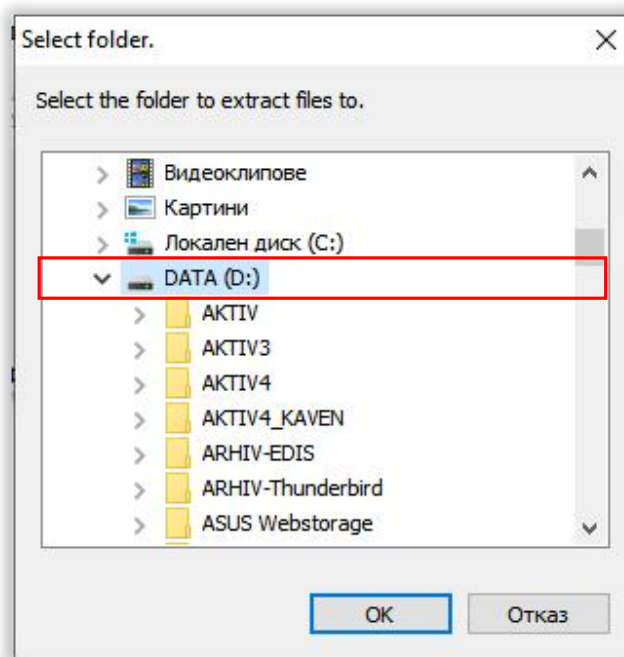 Select folder.
Select the folder to extract files to.
Видеоклипове
Картини
Локален диск (C:)
DATA (D:)
AKTIV
AKTIV3
AKTIV4
AKTIV4_KAVEN
ARHIV-EDIS
ARHIV-Thunderbird
ASUS Webstorage
OK
Отказ